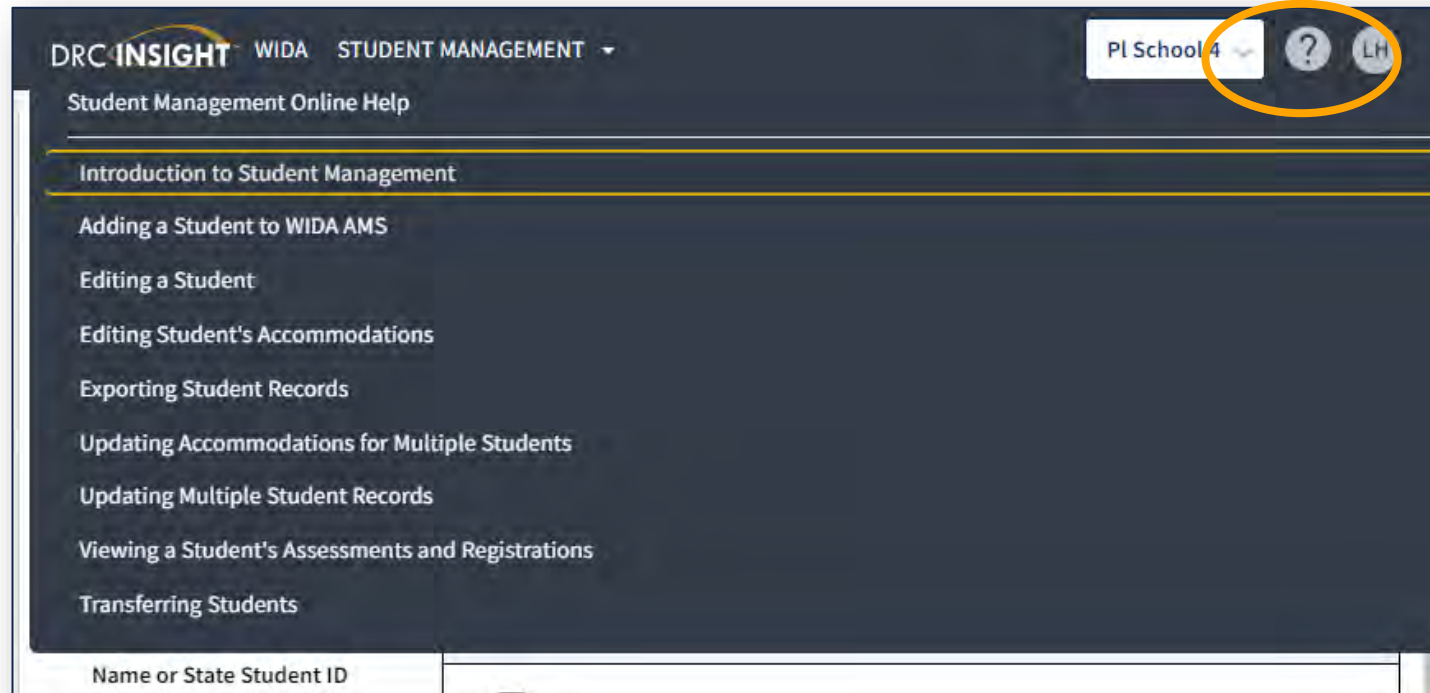 DRC INSIGHT WIDA STUDENT MANAGEMENT Pl School 4 ? LH
Student Management Online Help
Introduction to Student Management
Adding a Student to WIDA AMS
Editing a Student
Editing Student's Accommodations
Exporting Student Records
Updating Accommodations for Multiple Students
Updating Multiple Student Records
Viewing a Student's Assessments and Registrations
Transferring Students
Name or State Student ID